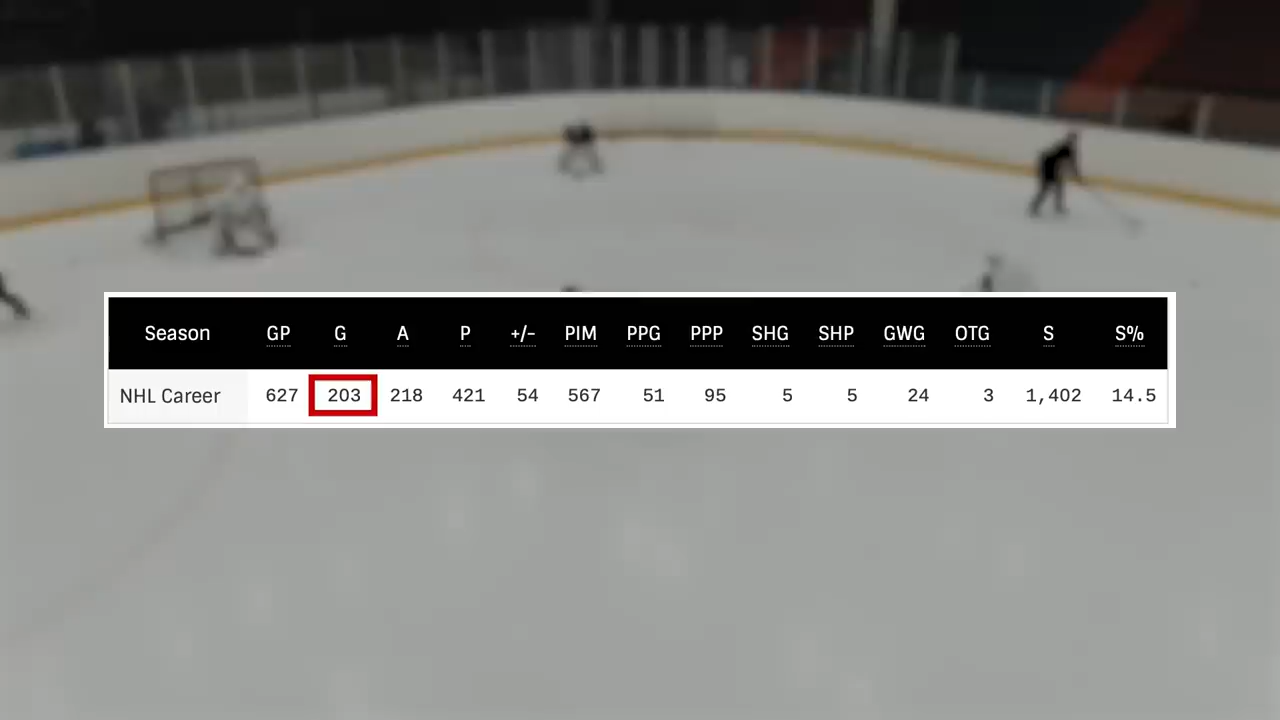 Season GP G A P +/- PIM PPG PPP SHG SHP GWG OTG S S%
NHL Career 627 203 218 421 54 567 51 95 5 5 24 3 1,402 14.5